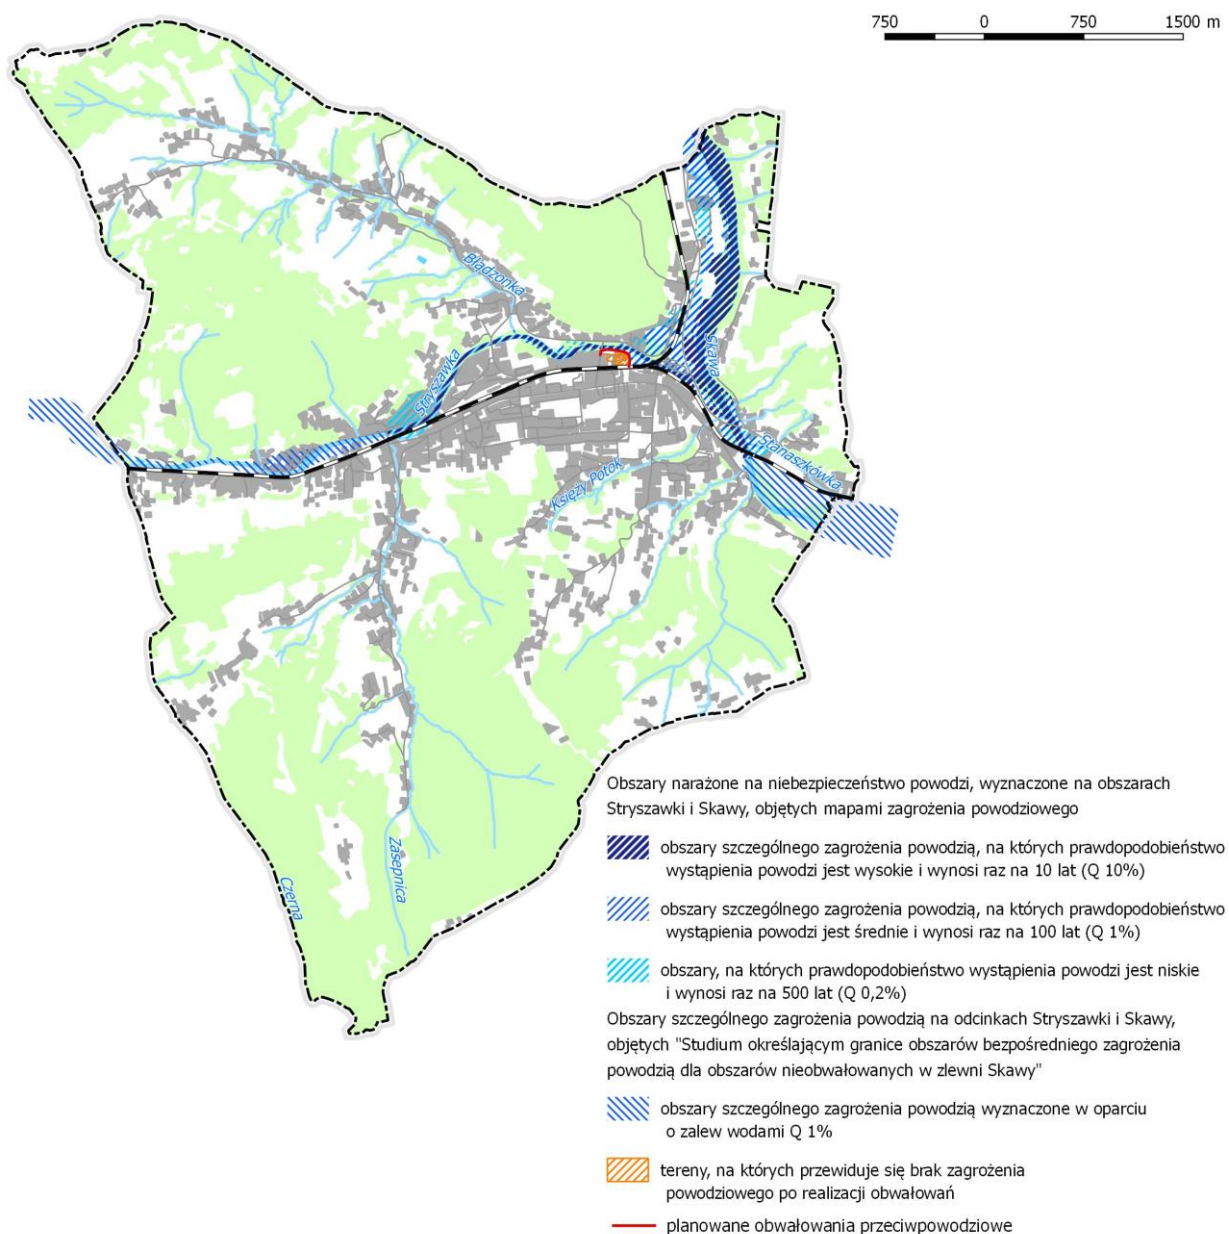 750 0 750 1500 m
Błądzonka
Stryszawka
Skawa
Stanaszkówka
Księży Potok
Zasepnica
Czerna
Obszary narażone na niebezpieczeństwo powodzi, wyznaczone na obszarach
Stryszawki i Skawy, objętych mapami zagrożenia powodziowego
obszary szczególnego zagrożenia powodzią, na których prawdopodobieństwo
wystąpienia powodzi jest wysokie i wynosi raz na 10 lat (Q 10%)
obszary szczególnego zagrożenia powodzią, na których prawdopodobieństwo
wystąpienia powodzi jest średnie i wynosi raz na 100 lat (Q 1%)
obszary, na których prawdopodobieństwo wystąpienia powodzi jest niskie
i wynosi raz na 500 lat (Q 0,2%)
Obszary szczególnego zagrożenia powodzią na odcinkach Stryszawki i Skawy,
objętych "Studium określającym granice obszarów bezpośredniego zagrożenia
powodzią dla obszarów nieobwałowanych w zlewni Skawy"
obszary szczególnego zagrożenia powodzią wyznaczone w oparciu
o zalew wodami Q 1%
tereny, na których przewiduje się brak zagrożenia
powodziowego po realizacji obwałowań
planowane obwałowania przeciwpowodziowe